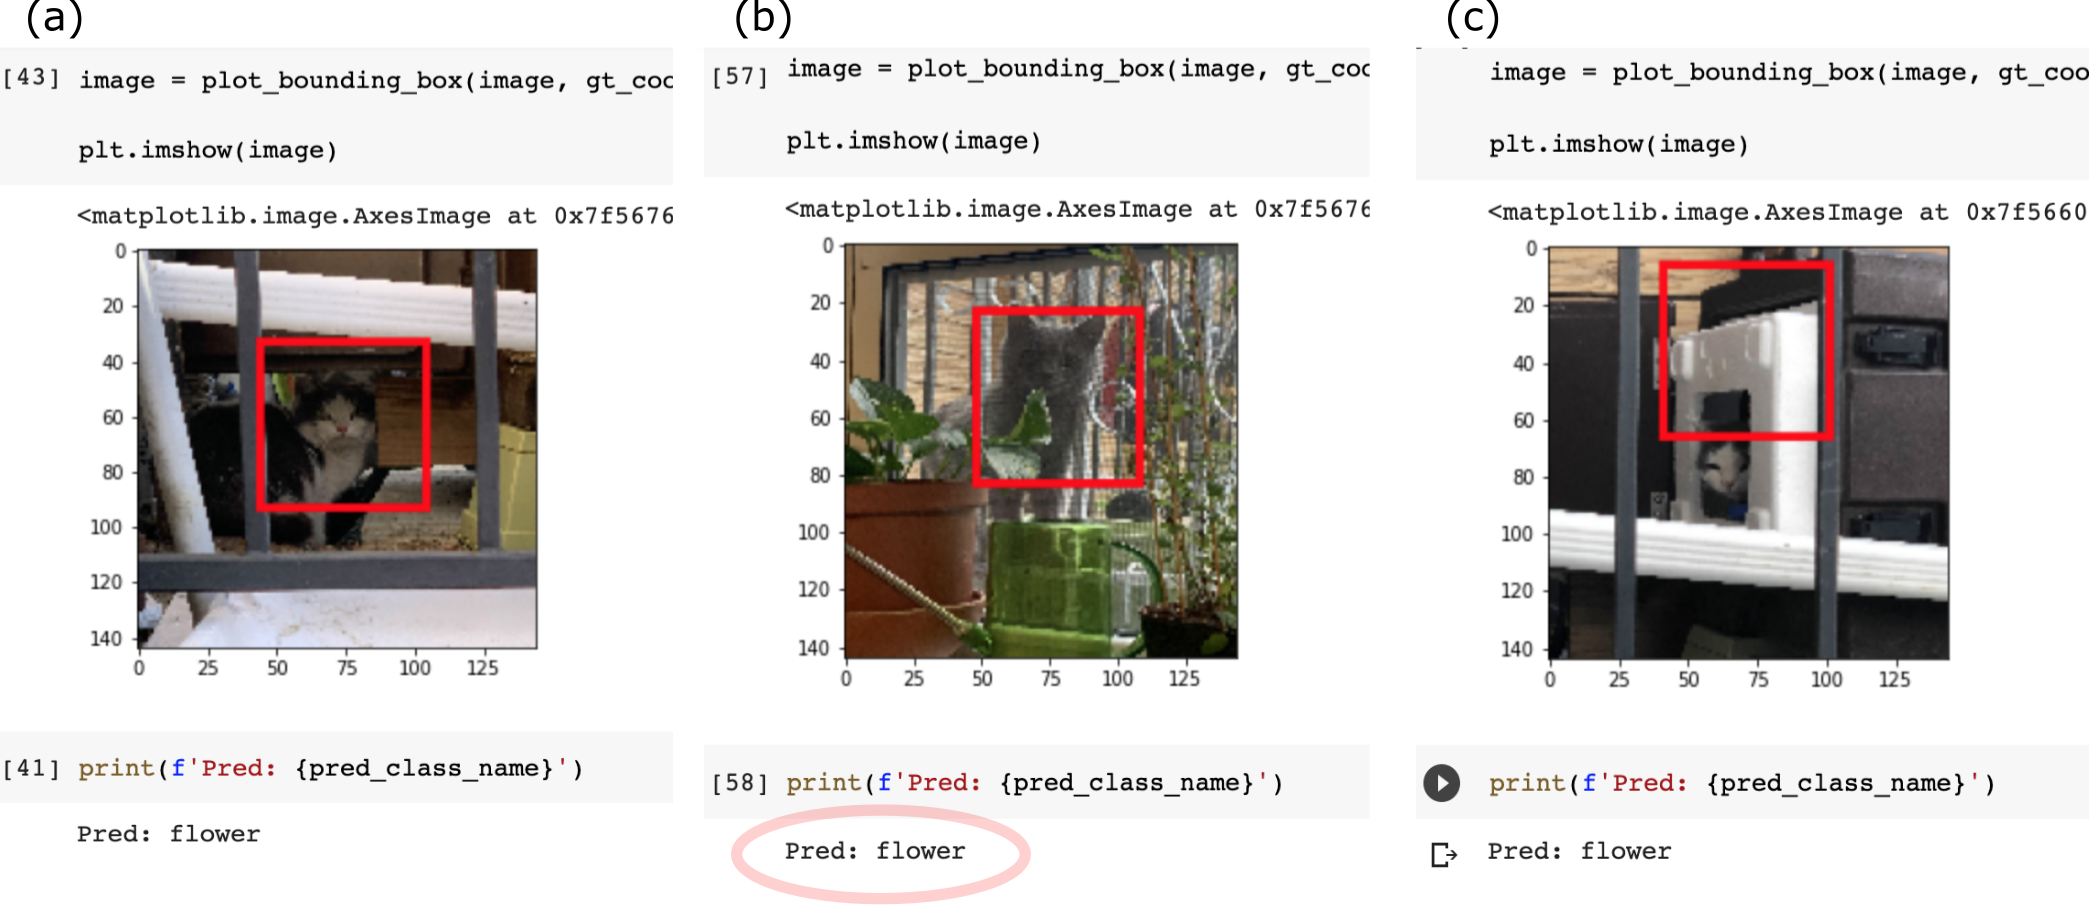 (a)
[43] image = plot_bounding_box(image, gt_coo
plt.imshow(image)
<matplotlib.image.AxesImage at 0x7f5676
0
20
40
60
80
100
120
140
0 25 50 75 100 125
[41] print(f'Pred: {pred_class_name}')
Pred: flower
(b)
[57] image = plot_bounding_box(image, gt_coo
plt.imshow(image)
<matplotlib.image.AxesImage at 0x7f5676
0
20
40
60
80
100
120
140
0 25 50 75 100 125
[58] print(f'Pred: {pred_class_name}')
Pred: flower
(c)
image = plot_bounding_box(image, gt_coo
plt.imshow(image)
<matplotlib.image.AxesImage at 0x7f5660
0
20
40
60
80
100
120
140
0 25 50 75 100 125
print(f'Pred: {pred_class_name}')
Pred: flower